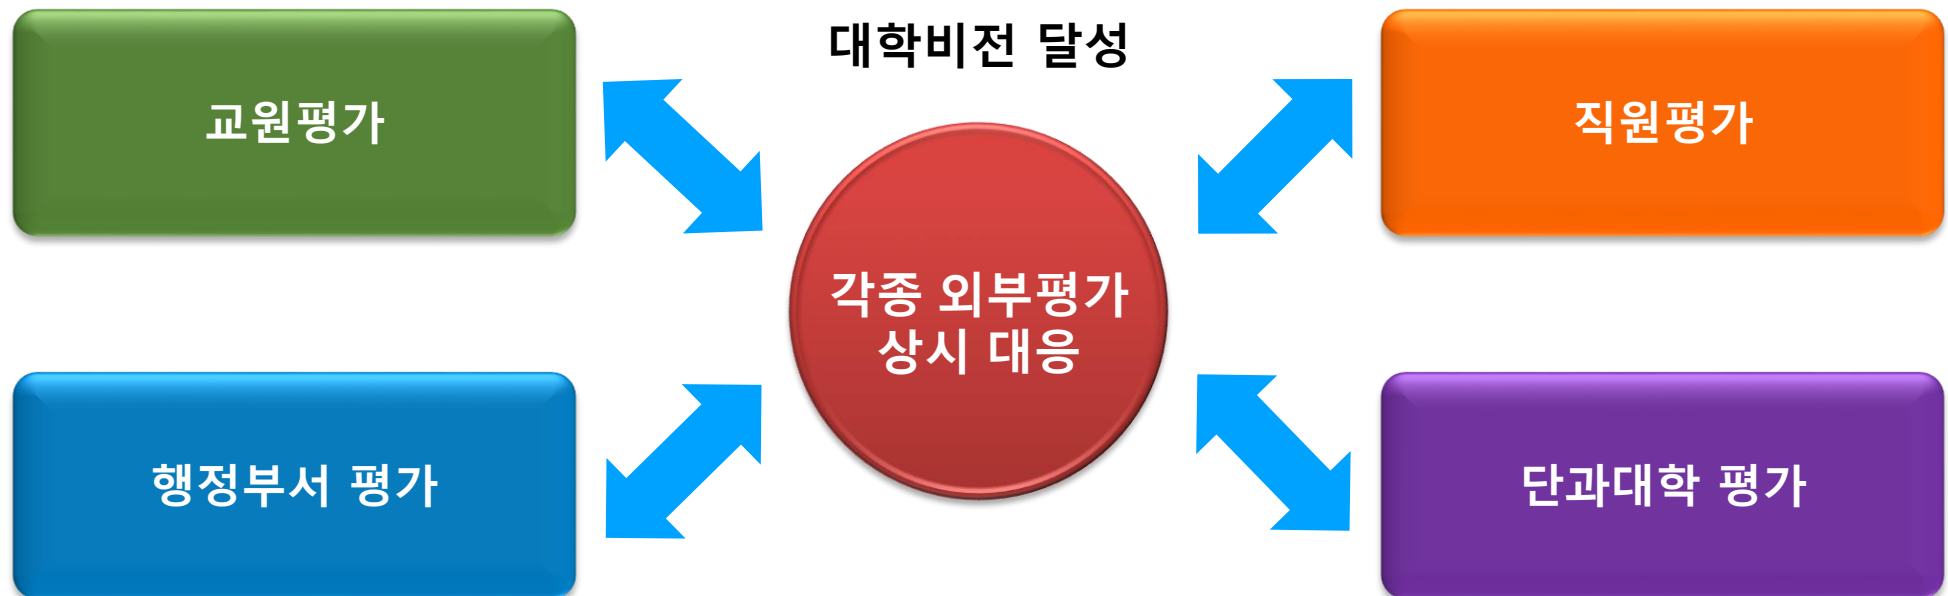 대학비전 달성
교원평가
직원평가
각종 외부평가
상시 대응
행정부서 평가
단과대학 평가